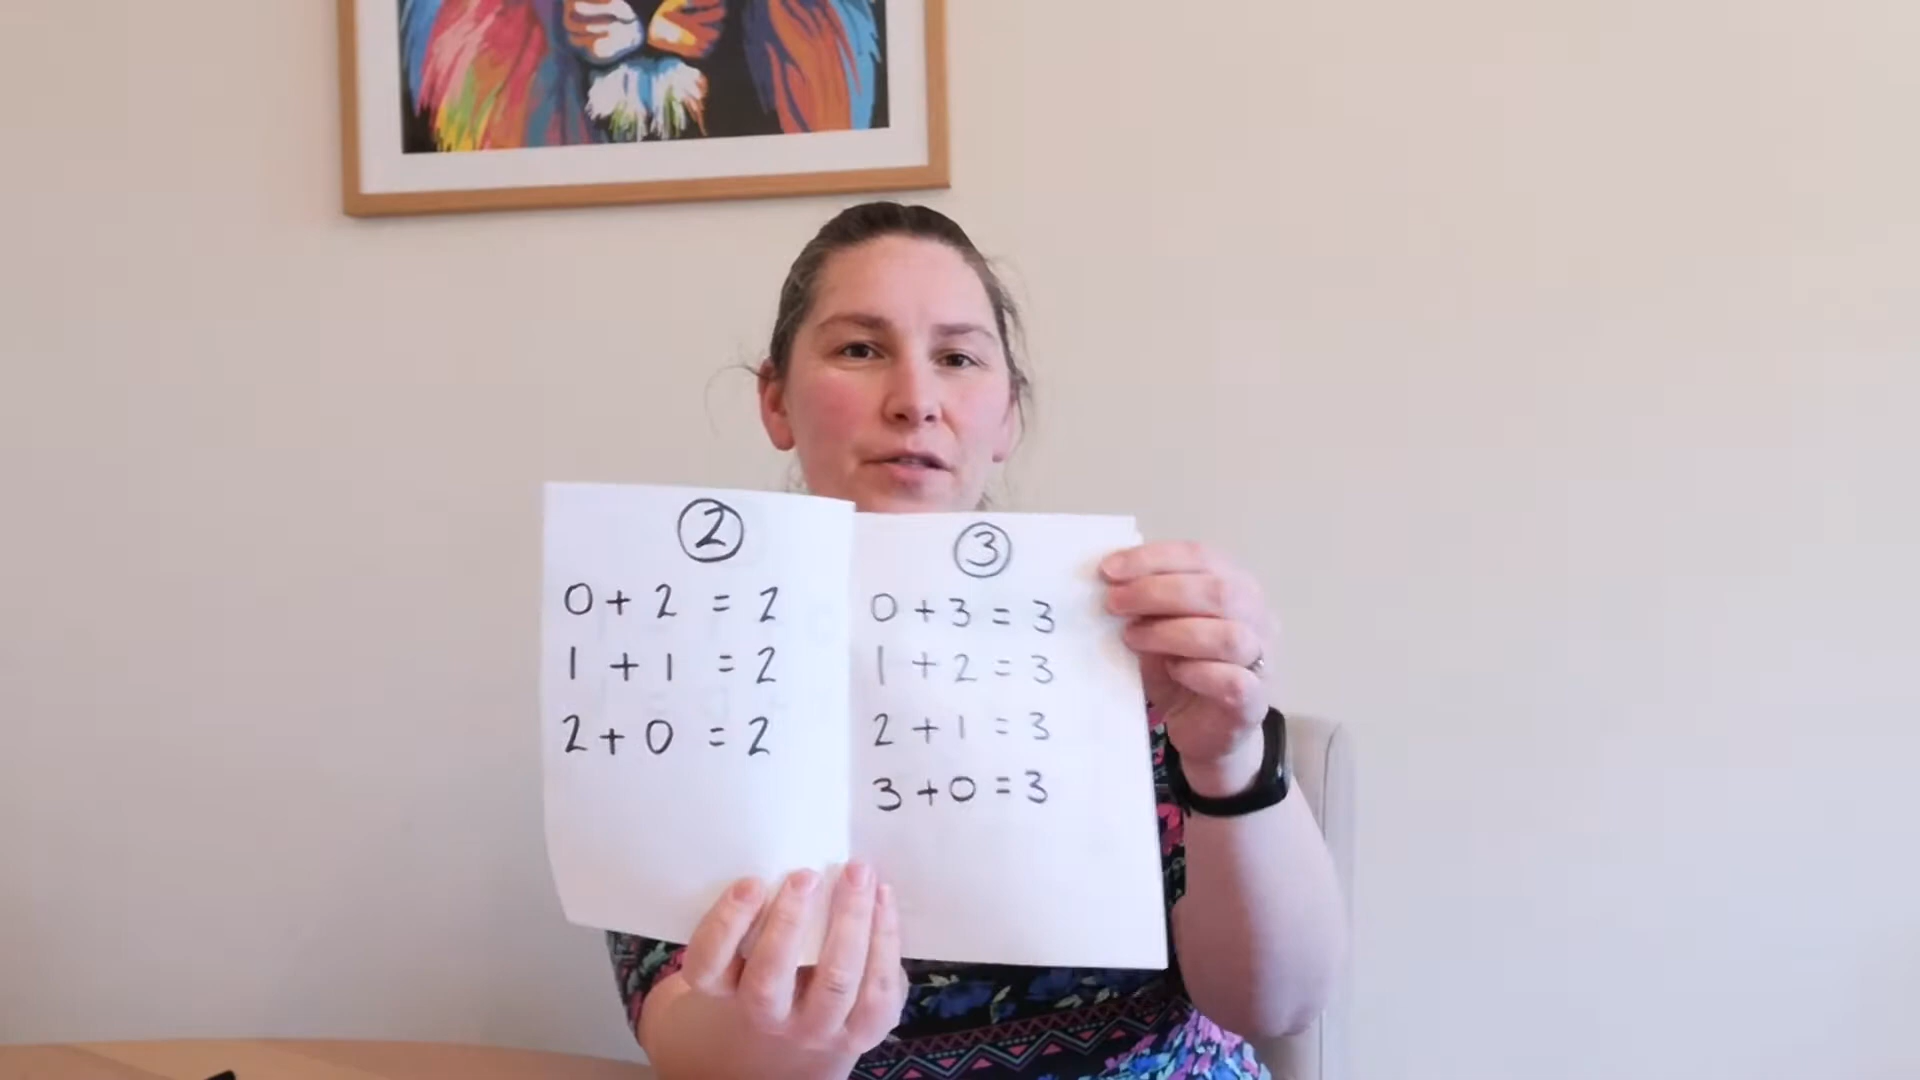 2
0 + 2 = 2
1 + 1 = 2
2 + 0 = 2
3
0 + 3 = 3
1 + 2 = 3
2 + 1 = 3
3 + 0 = 3